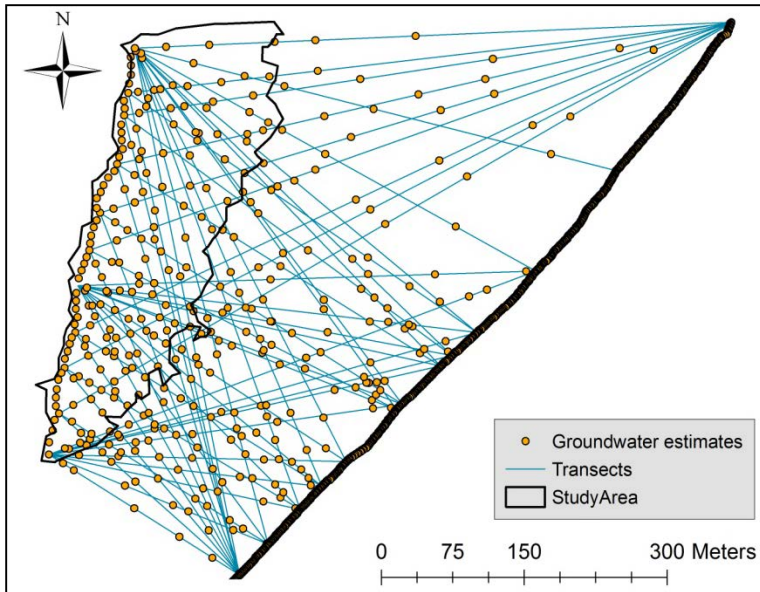 N
Groundwater estimates
Transects
StudyArea
0 75 150 300 Meters